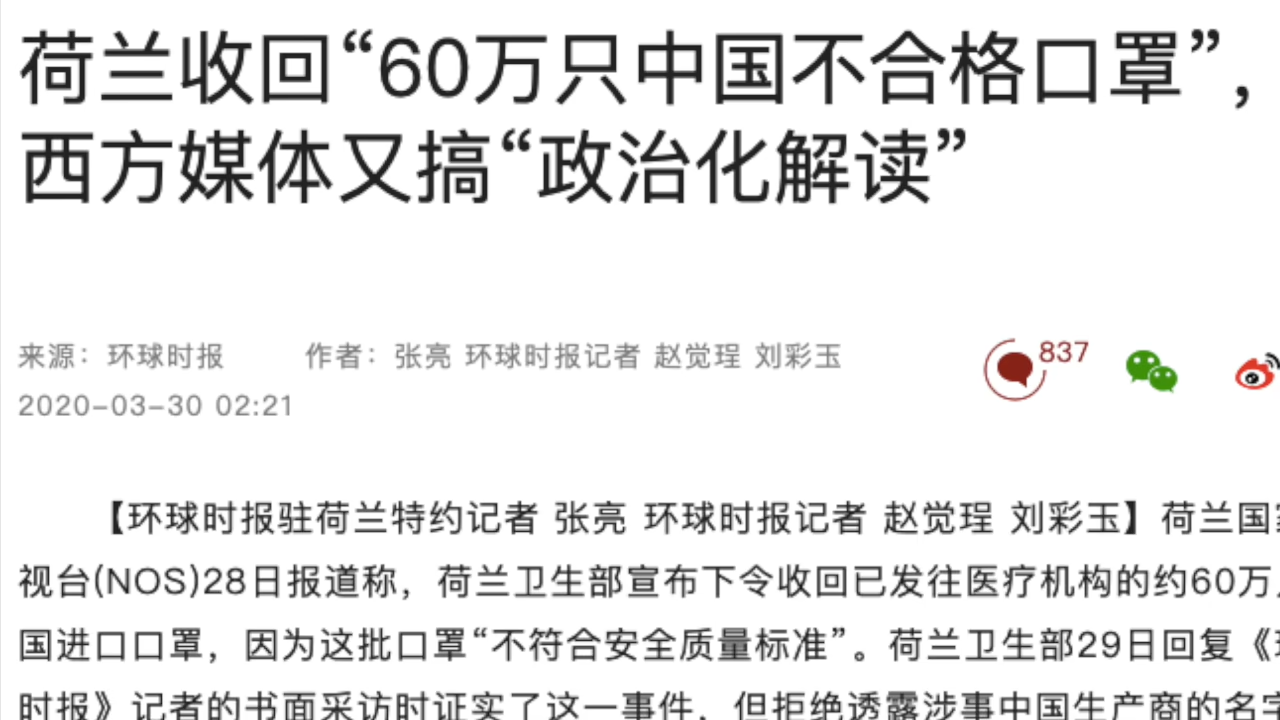 荷兰收回“60万只中国不合格口罩”，
西方媒体又搞“政治化解读”
来源：环球时报 作者：张亮 环球时报记者 赵觉珵 刘彩玉
837
2020-03-30 02:21
【环球时报驻荷兰特约记者 张亮 环球时报记者 赵觉珵 刘彩玉】荷兰国
视台(NOS)28日报道称，荷兰卫生部宣布下令收回已发往医疗机构的约60万
国进口口罩，因为这批口罩“不符合安全质量标准”。荷兰卫生部29日回复《
时报》记者的书面采访时证实了这一事件，但拒绝透露涉事中国生产商的名字